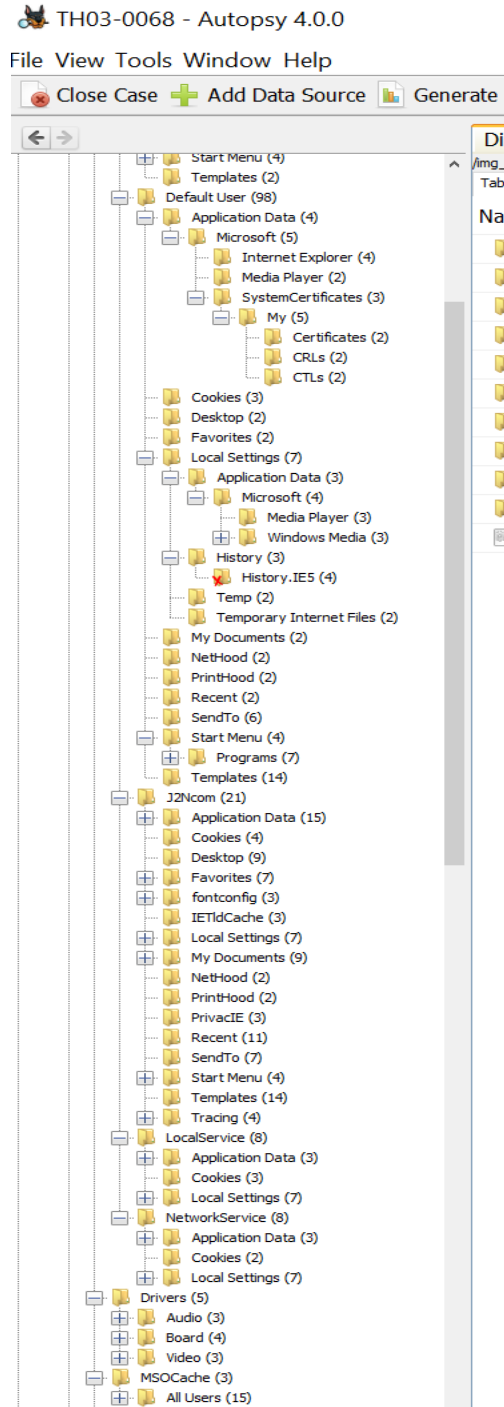 TH03-0068 - Autopsy 4.0.0
File View Tools Window Help
Close Case Add Data Source Generate
Di
/img_
Tab
Na
Start Menu (4)
Templates (2)
Default User (98)
Application Data (4)
Microsoft (5)
Internet Explorer (4)
Media Player (2)
SystemCertificates (3)
My (5)
Certificates (2)
CRLs (2)
CTLs (2)
Cookies (3)
Desktop (2)
Favorites (2)
Local Settings (7)
Application Data (3)
Microsoft (4)
Media Player (3)
Windows Media (3)
History (3)
History.IE5 (4)
Temp (2)
Temporary Internet Files (2)
My Documents (2)
NetHood (2)
PrintHood (2)
Recent (2)
SendTo (6)
Start Menu (4)
Programs (7)
Templates (14)
J2Ncom (21)
Application Data (15)
Cookies (4)
Desktop (9)
Favorites (7)
fontconfig (3)
IETldCache (3)
Local Settings (7)
My Documents (9)
NetHood (2)
PrintHood (2)
PrivacIE (3)
Recent (11)
SendTo (7)
Start Menu (4)
Templates (14)
Tracing (4)
LocalService (8)
Application Data (3)
Cookies (3)
Local Settings (7)
NetworkService (8)
Application Data (3)
Cookies (2)
Local Settings (7)
Drivers (5)
Audio (3)
Board (4)
Video (3)
MSOCache (3)
All Users (15)